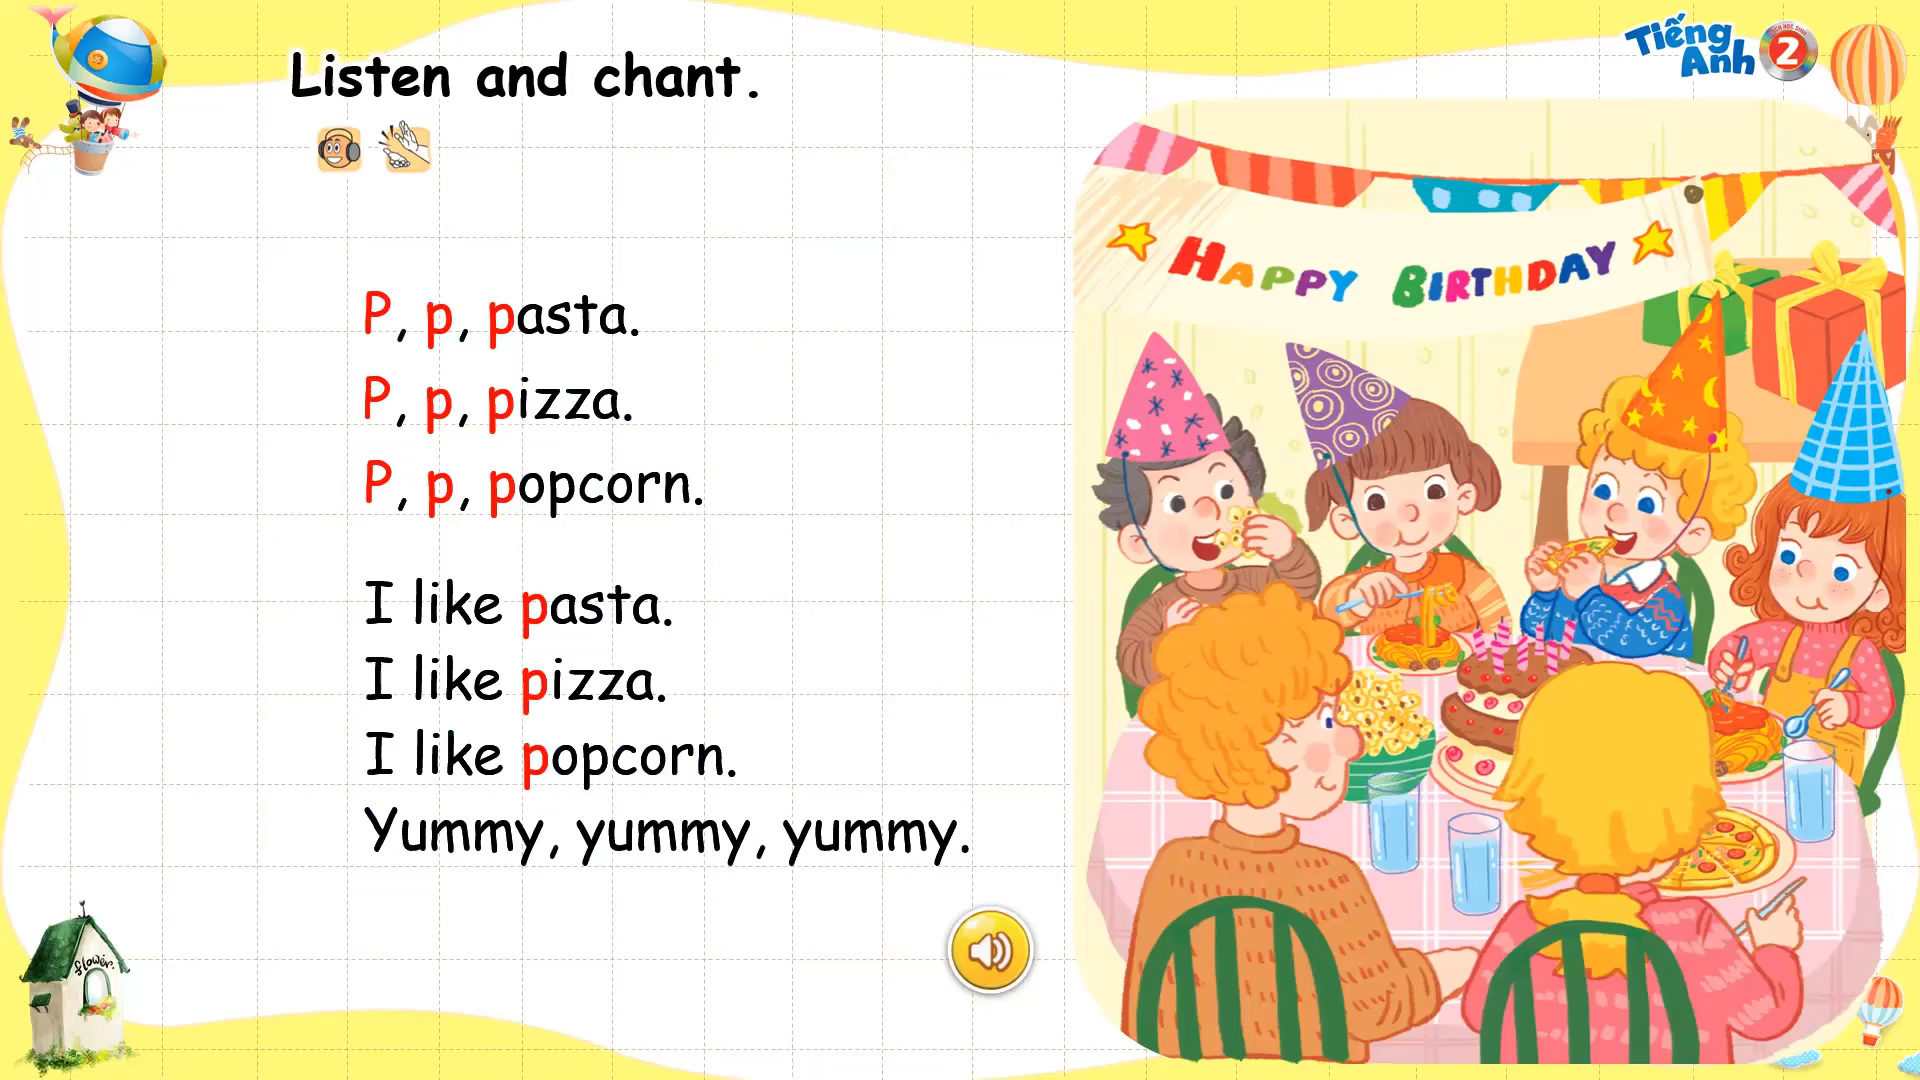 Listen and chant.
Tiếng Anh 2
HAPPY BIRTHDAY
P, p, pasta.
P, p, pizza.
P, p, popcorn.
I like pasta.
I like pizza.
I like popcorn.
Yummy, yummy, yummy.
flower.